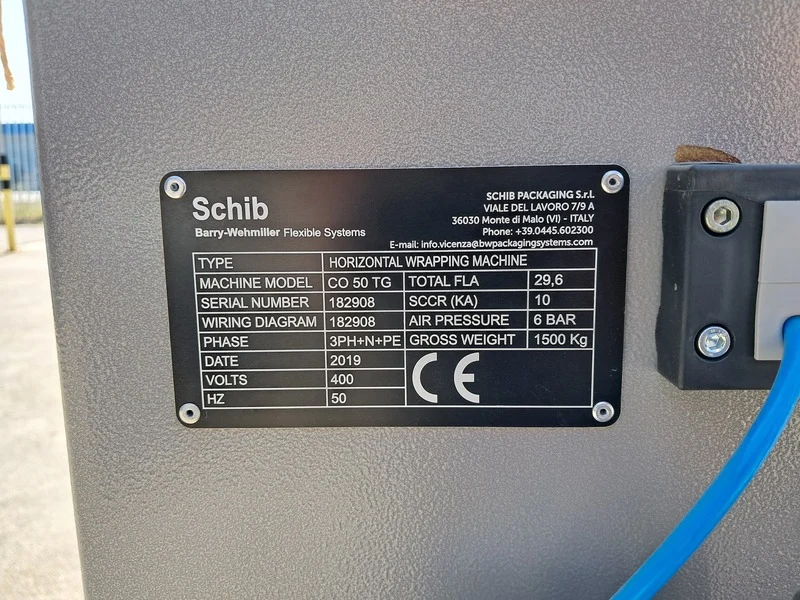 Schib
Barry-Wehmiller Flexible Systems
SCHIB PACKAGING S.r.L
VIALE DEL LAVORO 7/9 A
36030 Monte di Malo (VI) - ITALY
Phone: +39.0445.602300
E-mail: info.vicenza@bwpackagingsystems.com
TYPE HORIZONTAL WRAPPING MACHINE
MACHINE MODEL CO 50 TG TOTAL FLA 29,6
SERIAL NUMBER 182908 SCCR (KA) 10
WIRING DIAGRAM 182908 AIR PRESSURE 6 BAR
PHASE 3PH+N+PE GROSS WEIGHT 1500 Kg
DATE 2019
VOLTS 400
HZ 50
CE